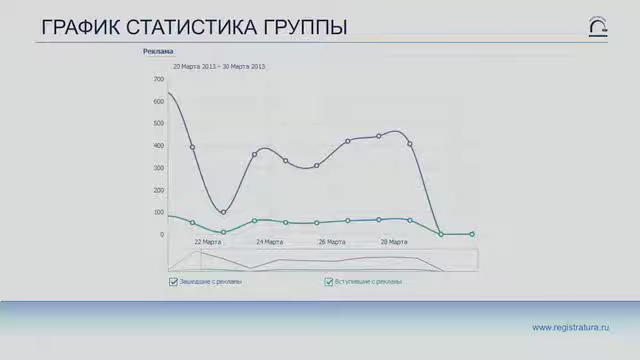 ГРАФИК СТАТИСТИКА ГРУППЫ
Реклама
20 Марта 2013 – 30 Марта 2013
700
600
500
400
300
200
100
0
22 Марта 24 Марта 26 Марта 28 Марта
Зашедшие с рекламы Вступившие с рекламы
www.registratura.ru